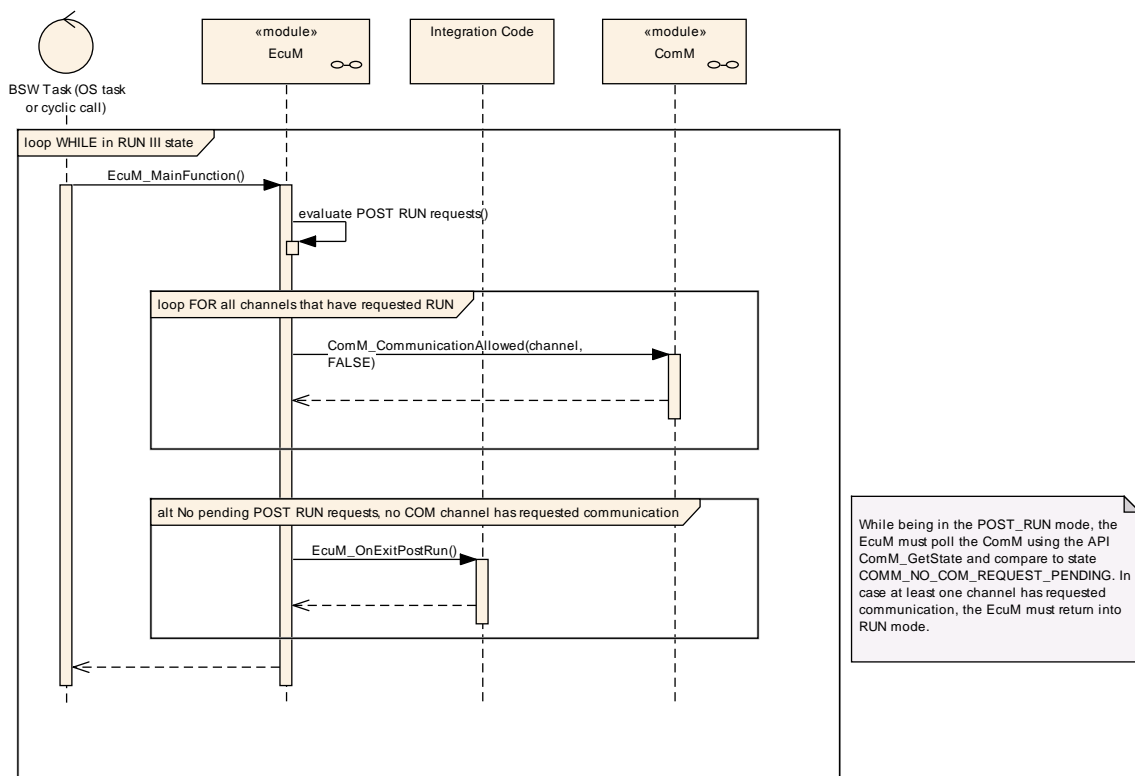 «module»
EcuM
Integration Code
«module»
ComM
BSW Task (OS task
or cyclic call)
loop WHILE in RUN III state
EcuM_MainFunction()
evaluate POST RUN requests()
loop FOR all channels that have requested RUN
ComM_CommunicationAllowed(channel,
FALSE)
alt No pending POST RUN requests, no COM channel has requested communication
EcuM_OnExitPostRun()
While being in the POST_RUN mode, the
EcuM must poll the ComM using the API
ComM_GetState and compare to state
COMM_NO_COM_REQUEST_PENDING. In
case at least one channel has requested
communication, the EcuM must return into
RUN mode.